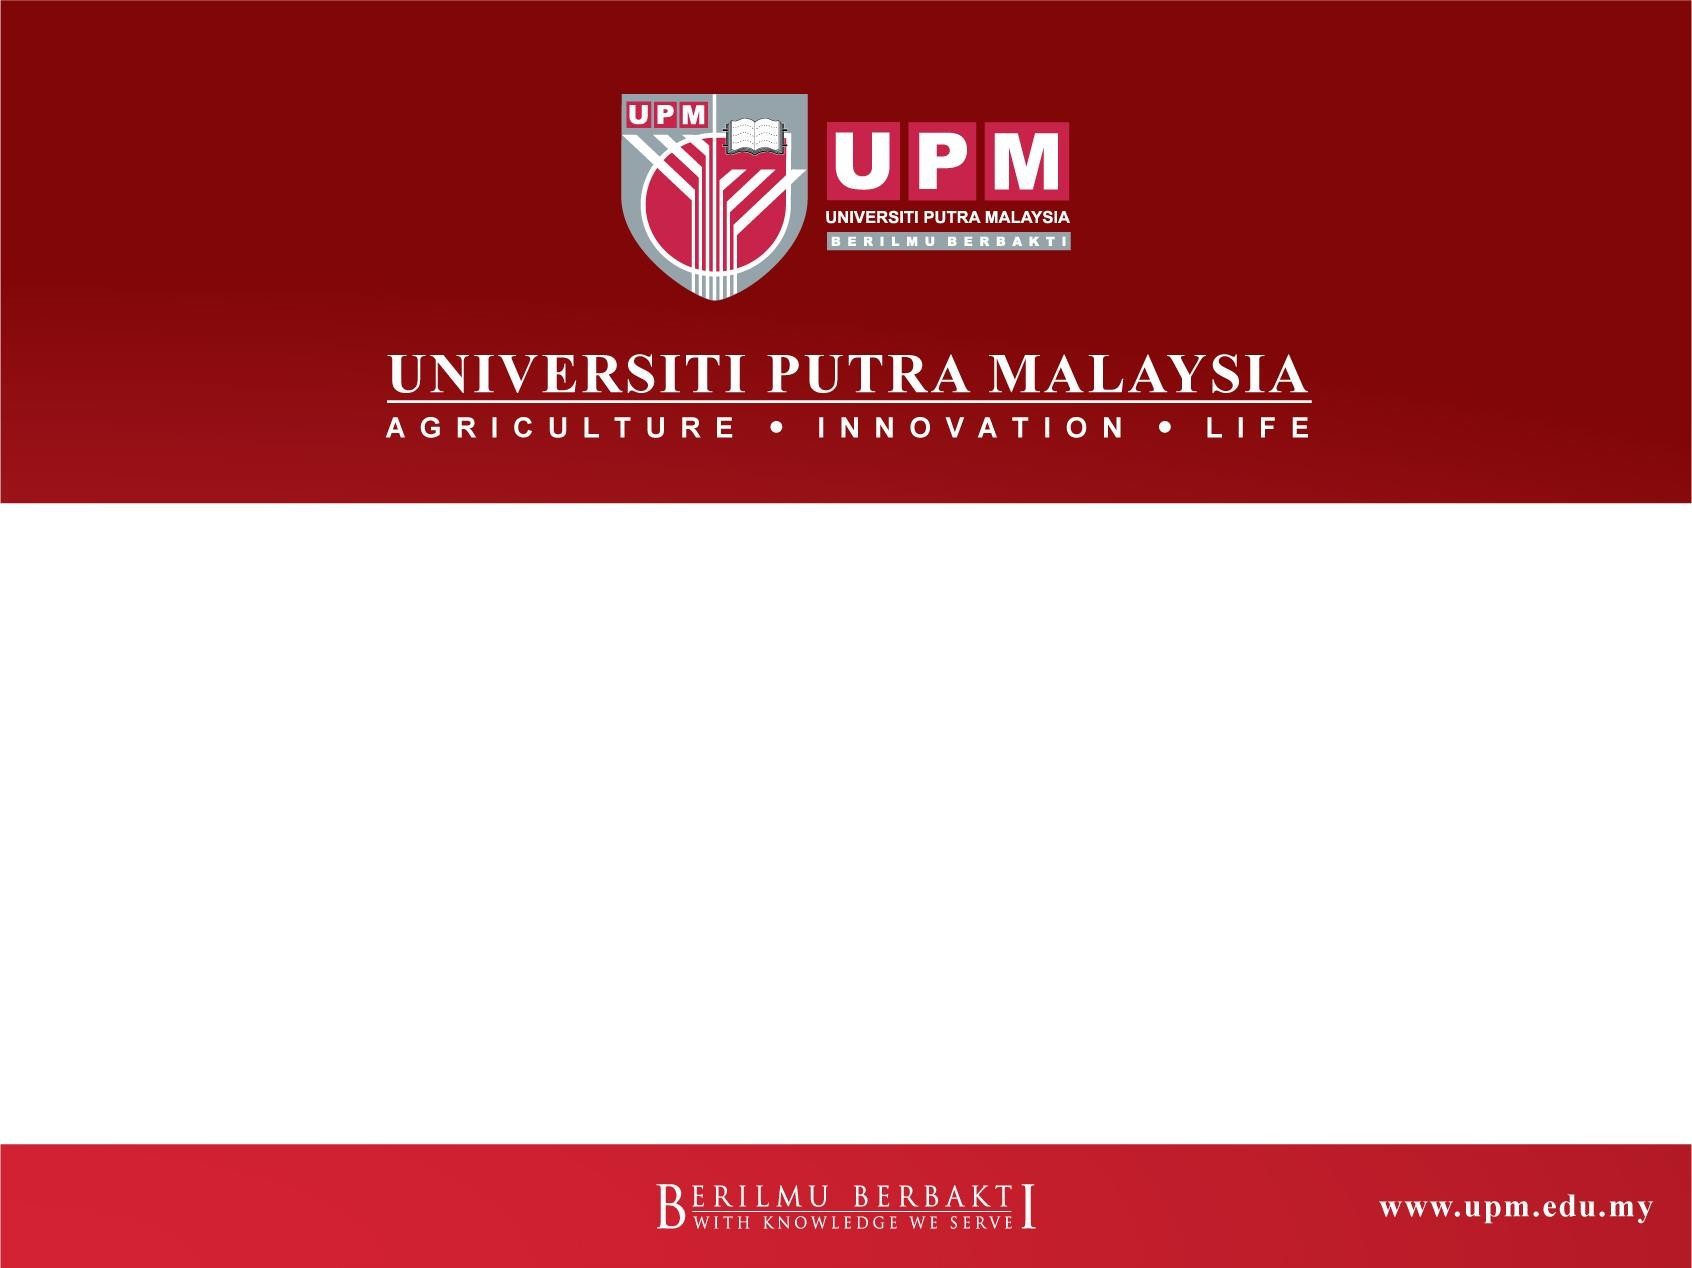 UPM
UPM
UNIVERSITI PUTRA MALAYSIA
BERILMU BERBAKTI
UNIVERSITI PUTRA MALAYSIA
AGRICULTURE • INNOVATION • LIFE
BERILMU BERBAKTI
WITH KNOWLEDGE WE SERVE
www.upm.edu.my